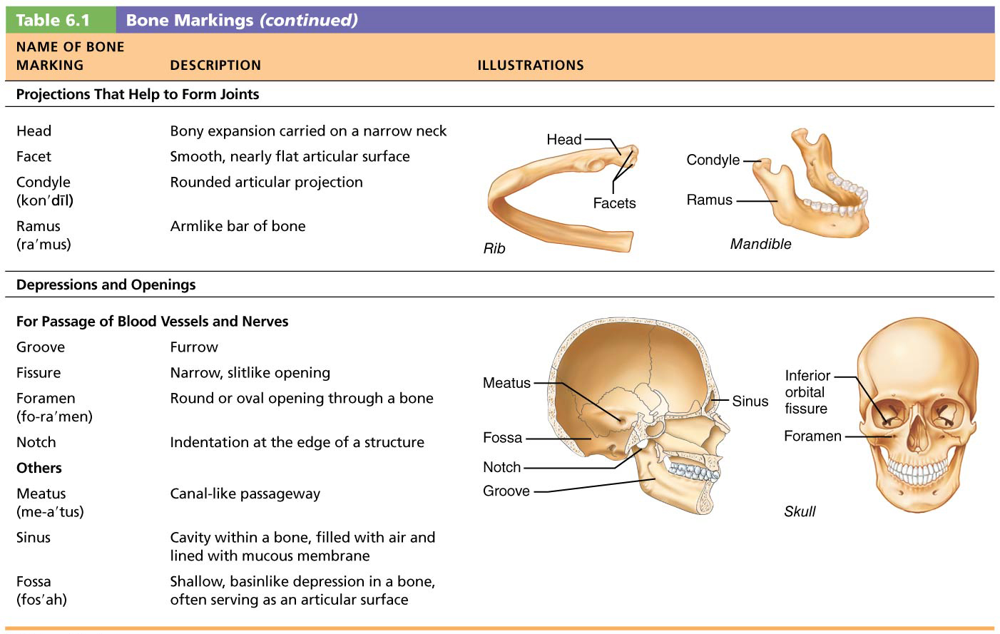 Table 6.1 Bone Markings (continued)
NAME OF BONE
MARKING DESCRIPTION ILLUSTRATIONS
Projections That Help to Form Joints
Head Bony expansion carried on a narrow neck
Facet Smooth, nearly flat articular surface
Condyle Rounded articular projection
(kon′dīl)
Ramus Armlike bar of bone
(ra′mus)
Head
Facets
Rib
Condyle
Ramus
Mandible
Depressions and Openings
For Passage of Blood Vessels and Nerves
Groove Furrow
Fissure Narrow, slitlike opening
Foramen Round or oval opening through a bone
(fo-ra′men)
Notch Indentation at the edge of a structure
Others
Meatus Canal-like passageway
(me-a′tus)
Sinus Cavity within a bone, filled with air and
lined with mucous membrane
Fossa Shallow, basinlike depression in a bone,
(fos′ah) often serving as an articular surface
Meatus
Fossa
Notch
Groove
Sinus
Inferior
orbital
fissure
Foramen
Skull